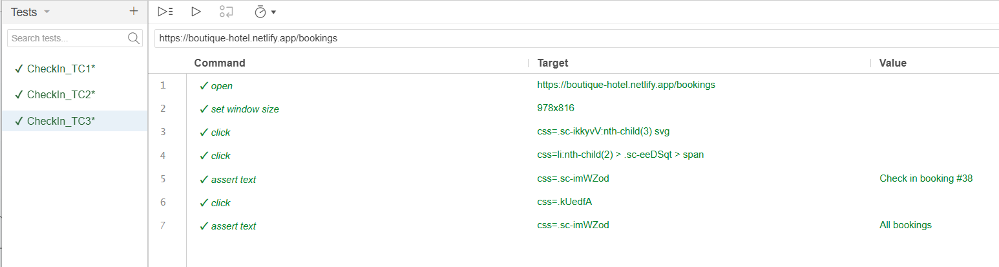 Tests
Search tests...
CheckIn_TC1*
CheckIn_TC2*
CheckIn_TC3*
https://boutique-hotel.netlify.app/bookings
Command Target Value
1 open https://boutique-hotel.netlify.app/bookings
2 set window size 978x816
3 click css=.sc-ikkyvV:nth-child(3) svg
4 click css=li:nth-child(2) > .sc-eeDSqt > span
5 assert text css=.sc-imWZod Check in booking #38
6 click css=.kUedfA
7 assert text css=.sc-imWZod All bookings